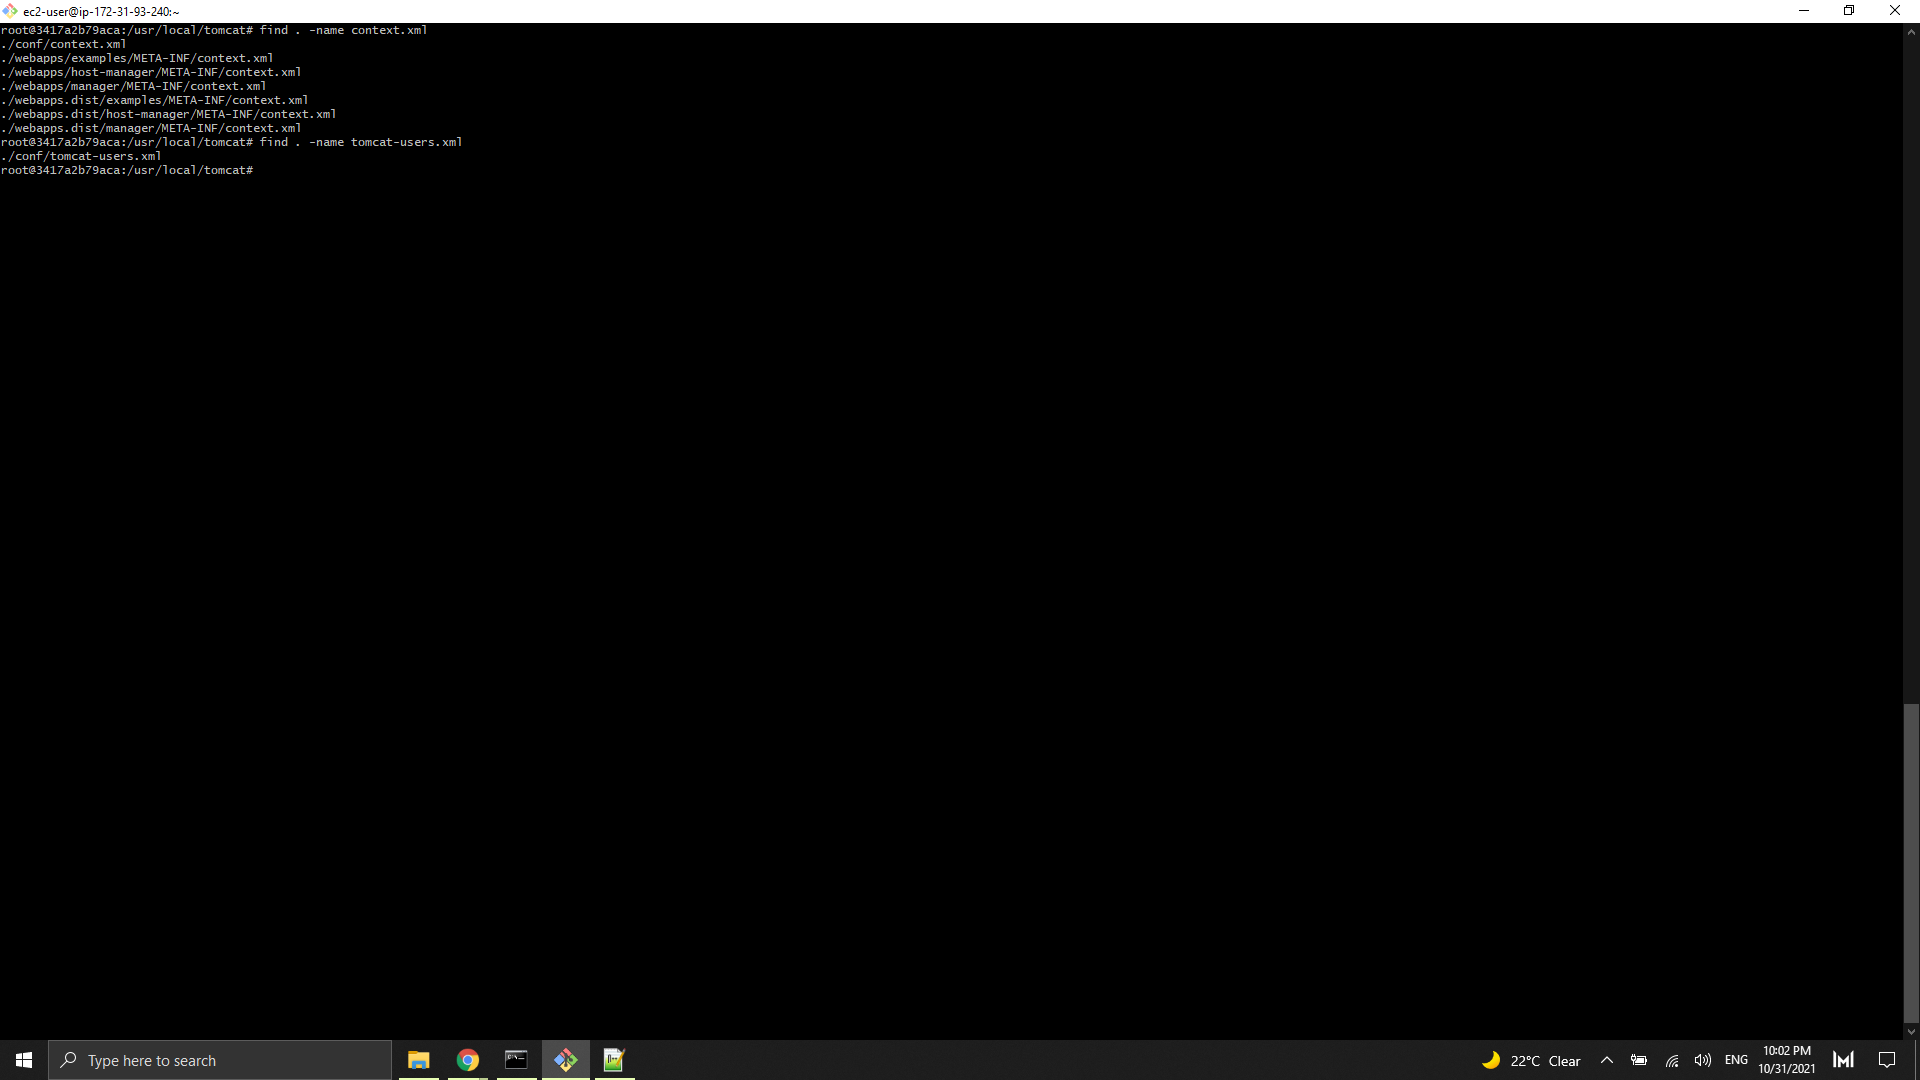 ec2-user@ip-172-31-93-240:~
root@3417a2b79aca:/usr/local/tomcat# find . -name context.xml
./conf/context.xml
./webapps/examples/META-INF/context.xml
./webapps/host-manager/META-INF/context.xml
./webapps/manager/META-INF/context.xml
./webapps.dist/examples/META-INF/context.xml
./webapps.dist/host-manager/META-INF/context.xml
./webapps.dist/manager/META-INF/context.xml
root@3417a2b79aca:/usr/local/tomcat# find . -name tomcat-users.xml
./conf/tomcat-users.xml
root@3417a2b79aca:/usr/local/tomcat#
Type here to search
22°C Clear
ENG
10:02 PM
10/31/2021